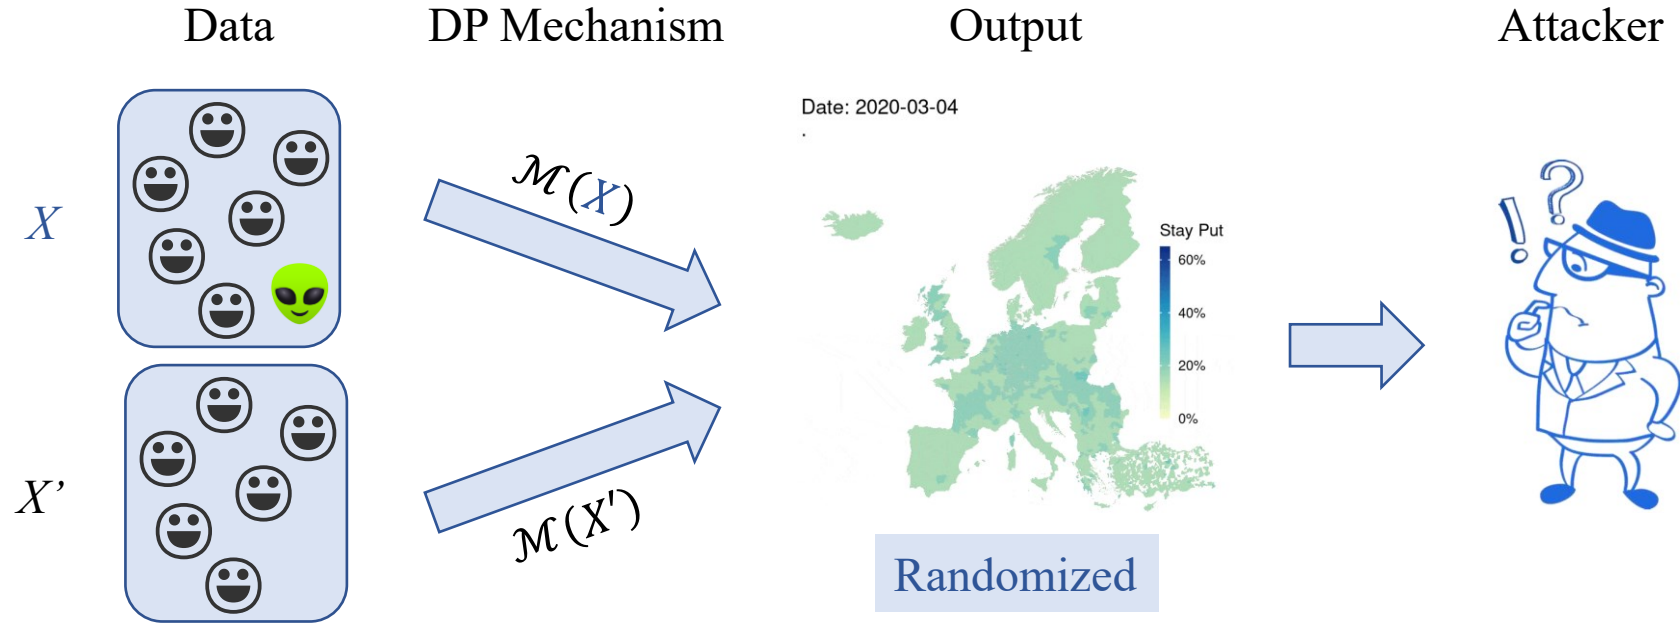 Data
DP Mechanism
Output
Attacker
Date: 2020-03-04
.
ℳ(X)
!
?
X
Stay Put
60%
40%
20%
0%
X’
ℳ(X′)
Randomized